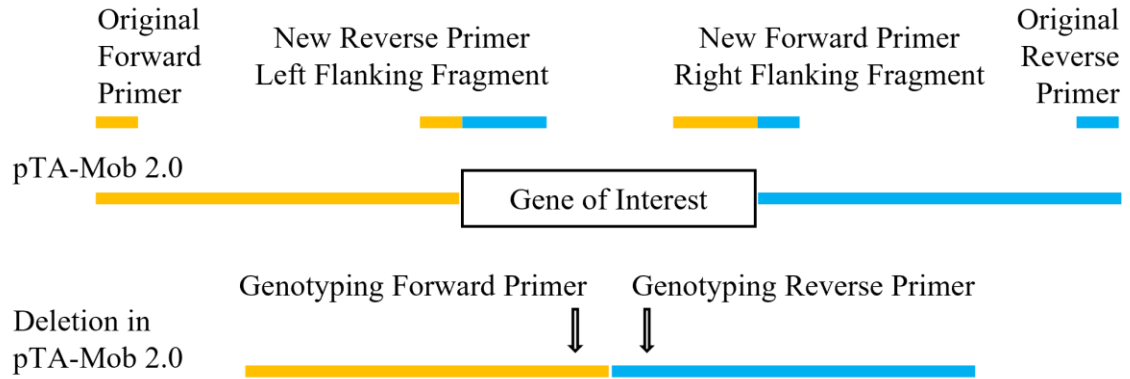 Original
Forward
Primer
New Reverse Primer
Left Flanking Fragment
New Forward Primer
Right Flanking Fragment
Original
Reverse
Primer
pTA-Mob 2.0
Gene of Interest
Genotyping Forward Primer
Genotyping Reverse Primer
Deletion in
pTA-Mob 2.0